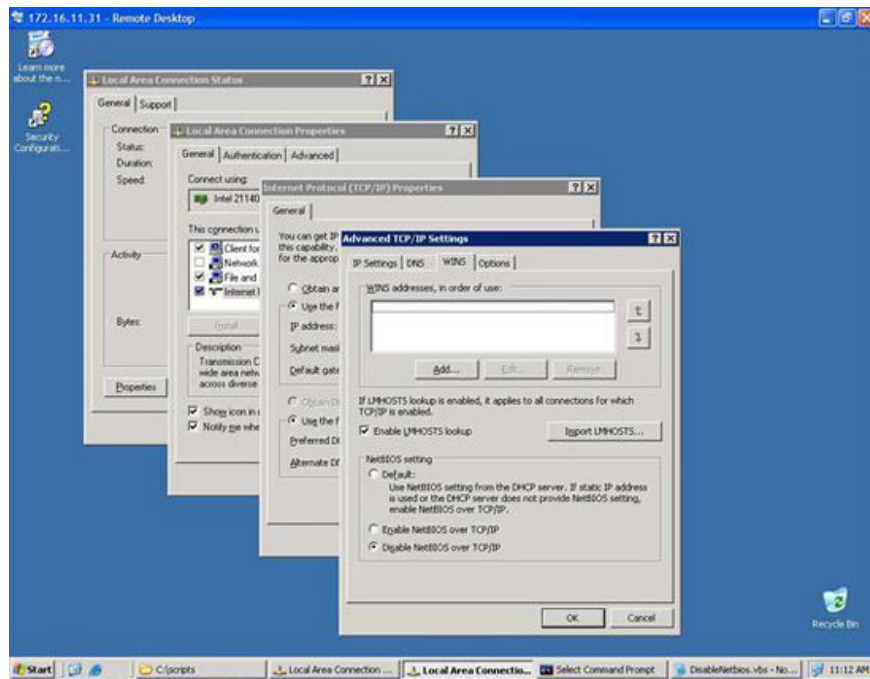 172.16.11.31 - Remote Desktop
Learn more
about the n...
Security
Configurati...
Local Area Connection Status
General
Support
Connection
Status:
Duration:
Speed:
Activity
Bytes:
Properties
Local Area Connection Properties
General
Authentication
Advanced
Connect using:
Intel 21140
This connection u
Client for
Network
File and
Internet
Install
Description
Transmission C
wide area netw
across diverse
Show icon in
Notify me whe
Internet Protocol (TCP/IP) Properties
General
You can get IP
this capability.
for the approp
Obtain a
Use the f
IP address:
Subnet mas
Default gate
Obtain D
Use the f
Preferred D
Alternate D
Advanced TCP/IP Settings
IP Settings
DNS
WINS
Options
WINS addresses, in order of use:
Add...
Edit...
Remove
If LMHOSTS lookup is enabled, it applies to all connections for which
TCP/IP is enabled.
Enable LMHOSTS lookup
Import LMHOSTS...
NetBIOS setting
Default:
Use NetBIOS setting from the DHCP server. If static IP address
is used or the DHCP server does not provide NetBIOS setting,
enable NetBIOS over TCP/IP.
Enable NetBIOS over TCP/IP
Disable NetBIOS over TCP/IP
OK
Cancel
Recycle Bin
Start
C:\scripts
Local Area Connection ...
Local Area Connectio...
Select Command Prompt
DisableNetbios.vbs - No...
11:12 AM